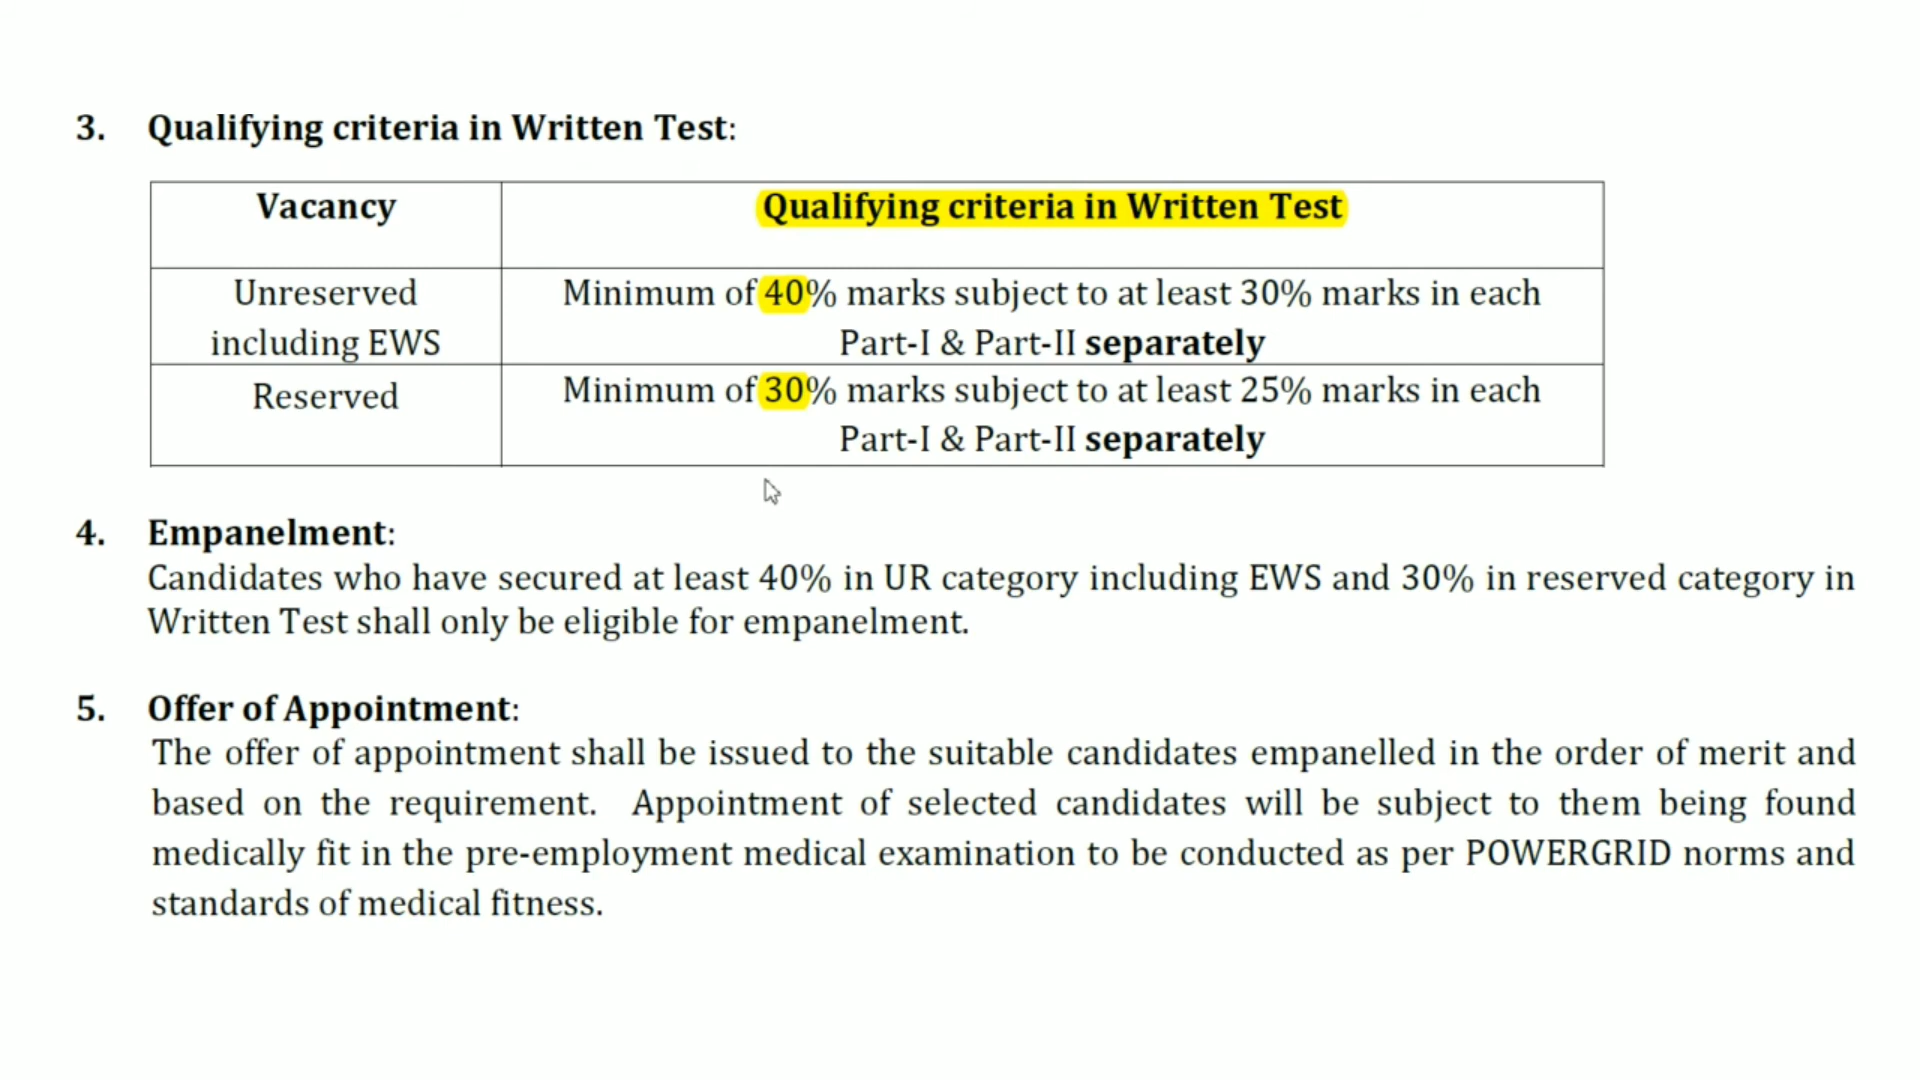 3. Qualifying criteria in Written Test:
Vacancy
Qualifying criteria in Written Test
Unreserved
including EWS
Minimum of 40% marks subject to at least 30% marks in each
Part-I & Part-II separately
Reserved
Minimum of 30% marks subject to at least 25% marks in each
Part-I & Part-II separately
4. Empanelment:
Candidates who have secured at least 40% in UR category including EWS and 30% in reserved category in
Written Test shall only be eligible for empanelment.
5. Offer of Appointment:
The offer of appointment shall be issued to the suitable candidates empanelled in the order of merit and
based on the requirement. Appointment of selected candidates will be subject to them being found
medically fit in the pre-employment medical examination to be conducted as per POWERGRID norms and
standards of medical fitness.